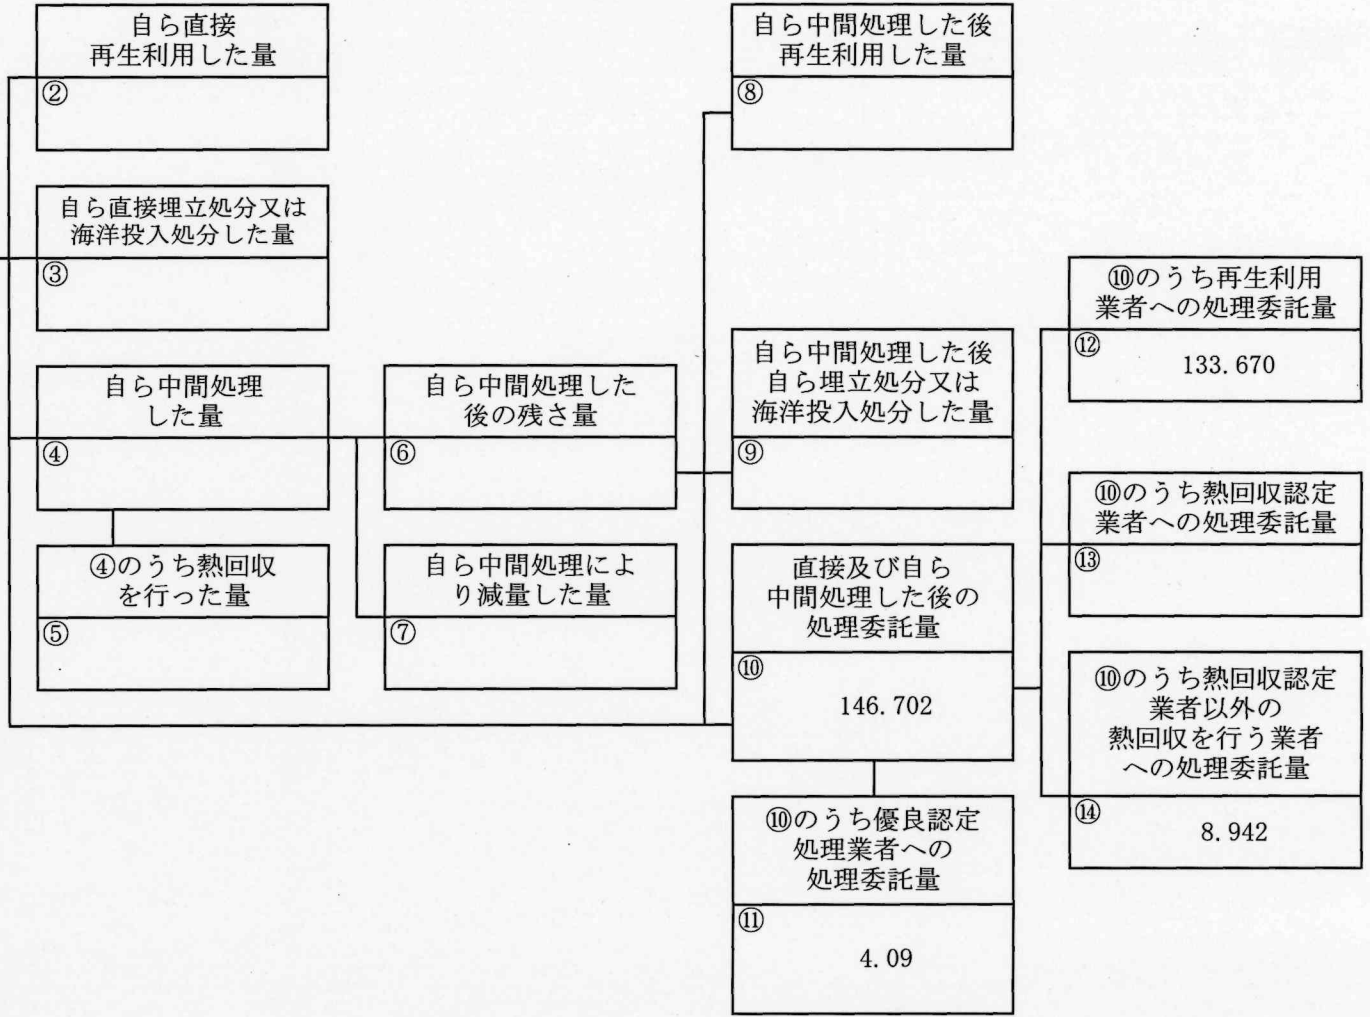 自ら直接
再生利用した量
②
自ら直接埋立処分又は
海洋投入処分した量
③
自ら中間処理
した量
④
④のうち熱回収
を行った量
⑤
自ら中間処理した
後の残さ量
⑥
自ら中間処理によ
り減量した量
⑦
自ら中間処理した後
再生利用した量
⑧
自ら中間処理した後
自ら埋立処分又は
海洋投入処分した量
⑨
直接及び自ら
中間処理した後の
処理委託量
⑩
146.702
⑩のうち優良認定
処理業者への
処理委託量
⑪
4.09
⑩のうち再生利用
業者への処理委託量
⑫
133.670
⑩のうち熱回収認定
業者への処理委託量
⑬
⑩のうち熱回収認定
業者以外の
熱回収を行う業者
への処理委託量
⑭
8.942